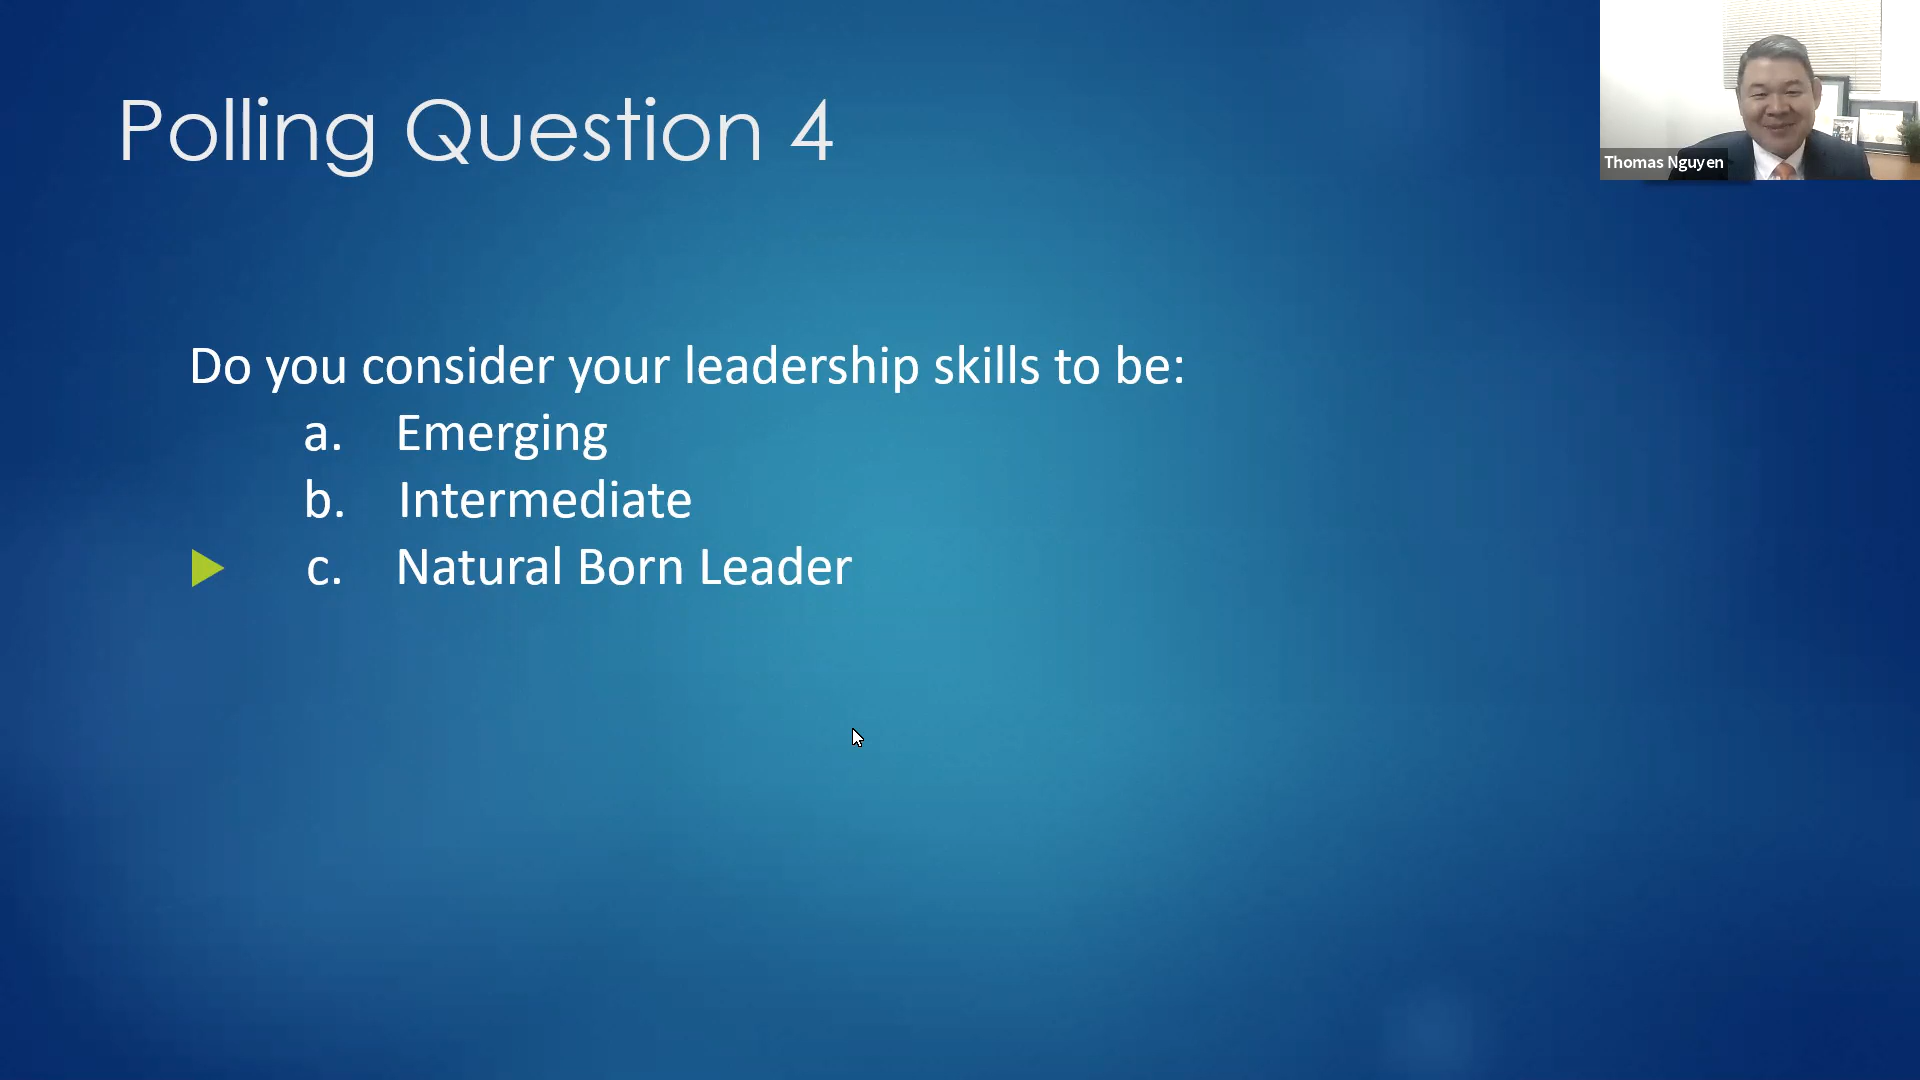 Polling Question 4
Thomas Nguyen
Do you consider your leadership skills to be:
a. Emerging
b. Intermediate
c. Natural Born Leader